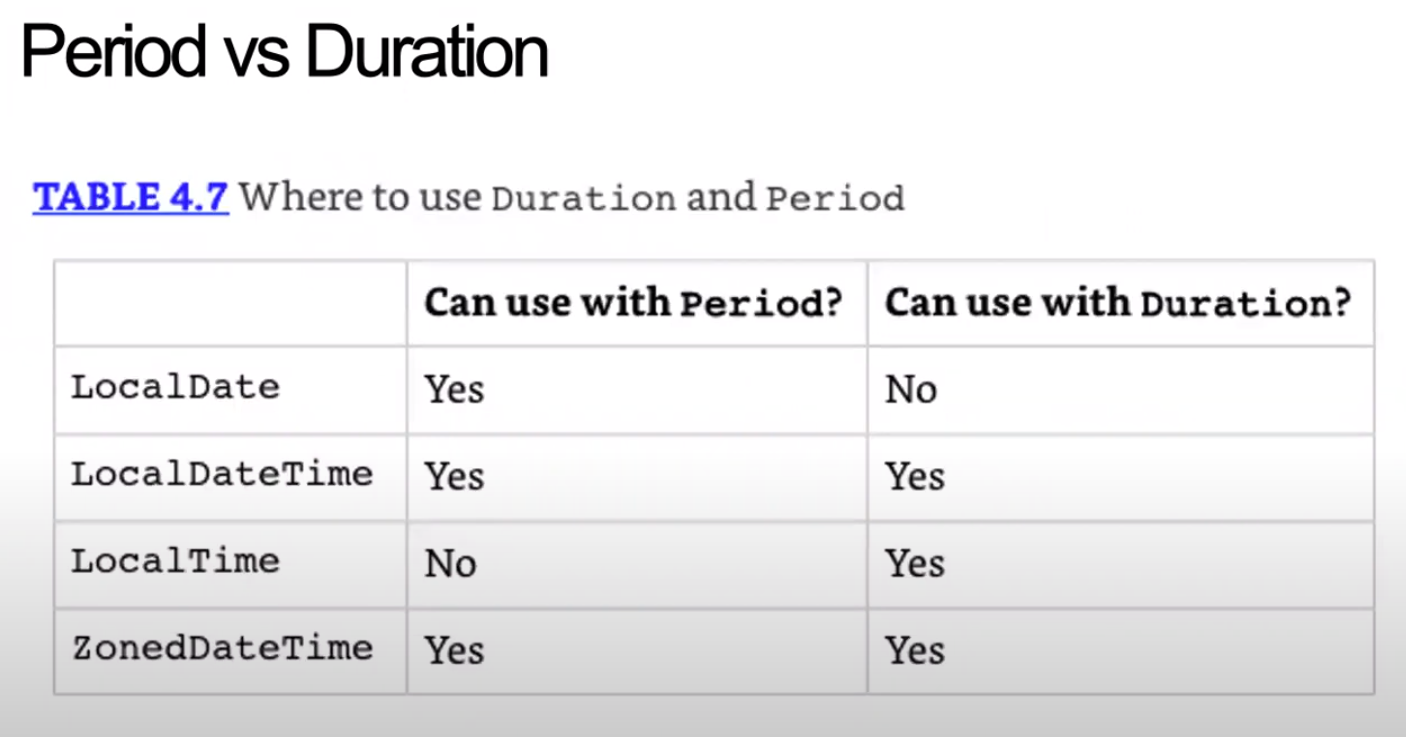 Period vs Duration
TABLE 4.7 Where to use Duration and Period
Can use with Period? Can use with Duration?
LocalDate Yes No
LocalDateTime Yes Yes
LocalTime No Yes
ZonedDateTime Yes Yes